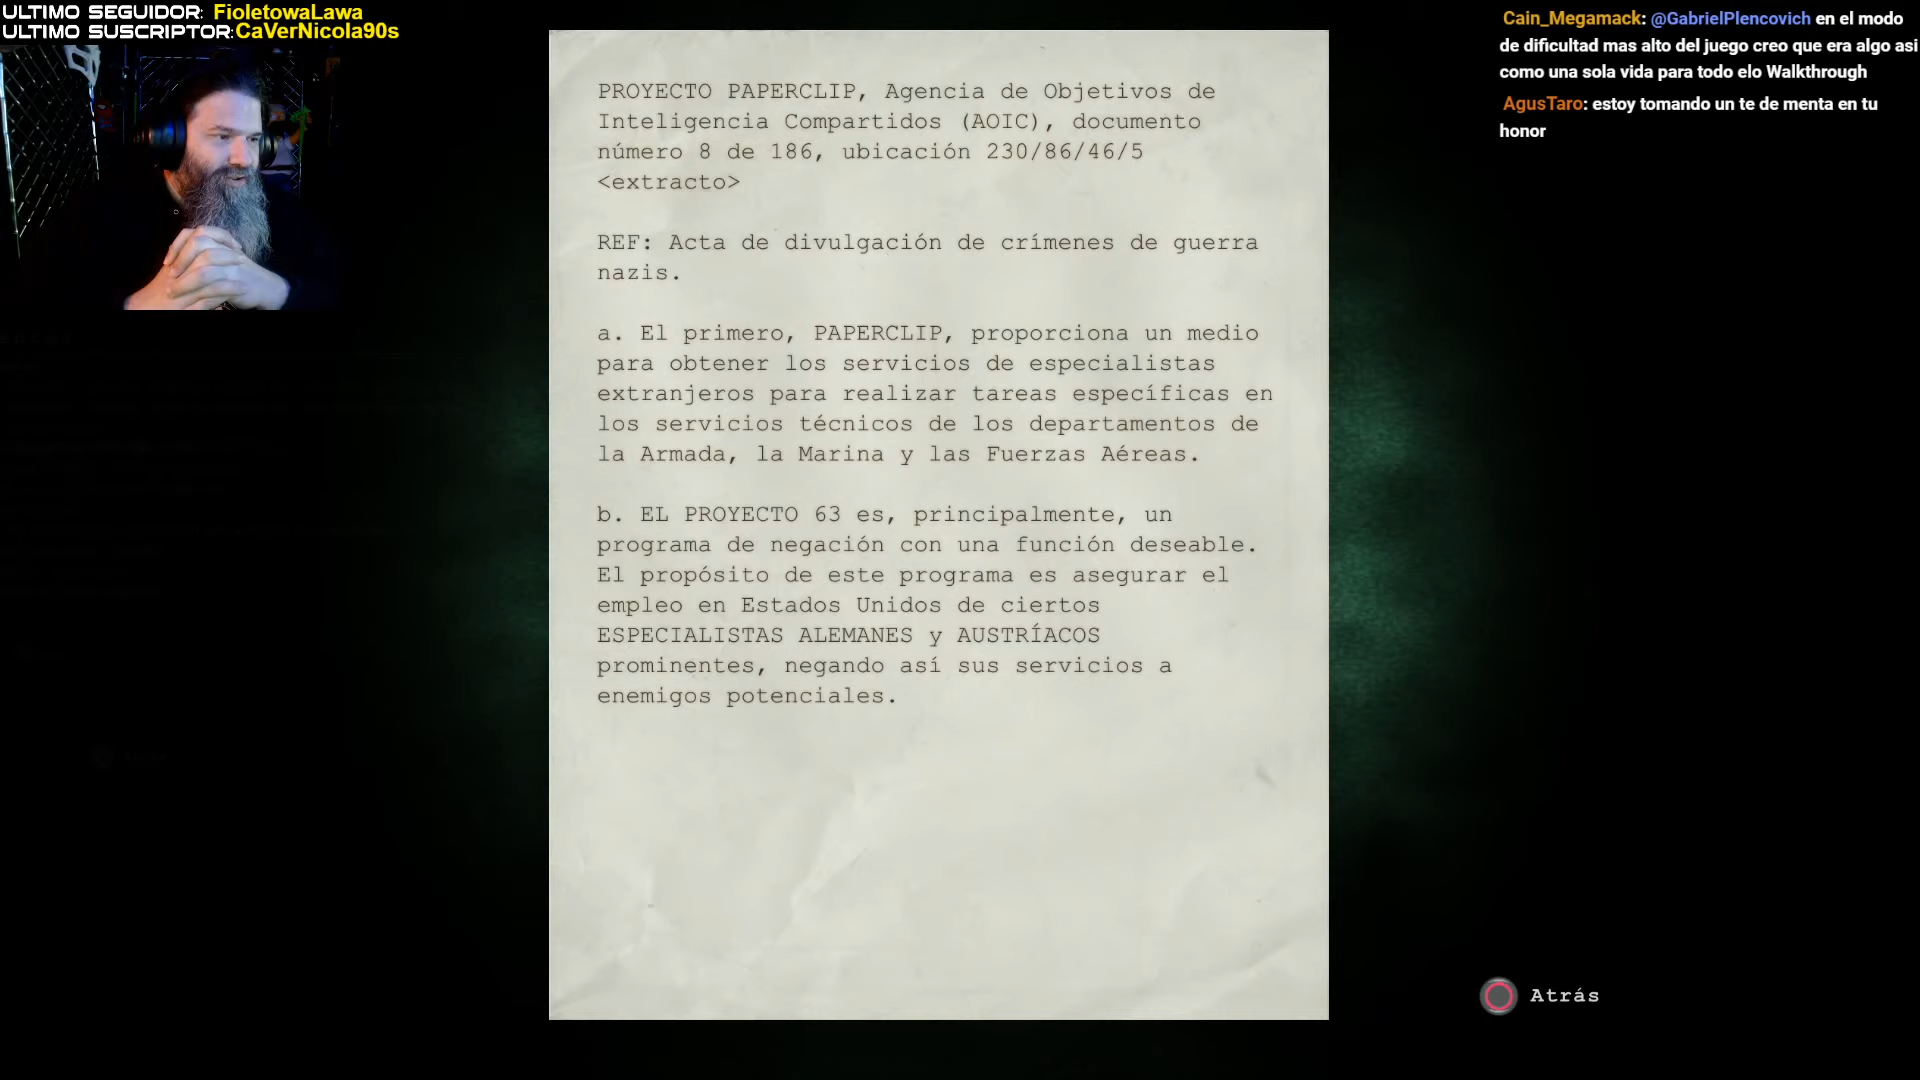 ULTIMO SEGUIDOR: FioletowaLawa
ULTIMO SUSCRIPTOR:CaVerNicola90s
PROYECTO PAPERCLIP, Agencia de Objetivos de
Inteligencia Compartidos (AOIC), documento
número 8 de 186, ubicación 230/86/46/5
<extracto>
REF: Acta de divulgación de crímenes de guerra
nazis.
a. El primero, PAPERCLIP, proporciona un medio
para obtener los servicios de especialistas
extranjeros para realizar tareas específicas en
los servicios técnicos de los departamentos de
la Armada, la Marina y las Fuerzas Aéreas.
b. EL PROYECTO 63 es, principalmente, un
programa de negación con una función deseable.
El propósito de este programa es asegurar el
empleo en Estados Unidos de ciertos
ESPECIALISTAS ALEMANES y AUSTRÍACOS
prominentes, negando así sus servicios a
enemigos potenciales.
Cain_Megamack: @GabrielPlencovich en el modo
de dificultad mas alto del juego creo que era algo asi
como una sola vida para todo elo Walkthrough
AgusTaro: estoy tomando un te de menta en tu
honor
Atrás